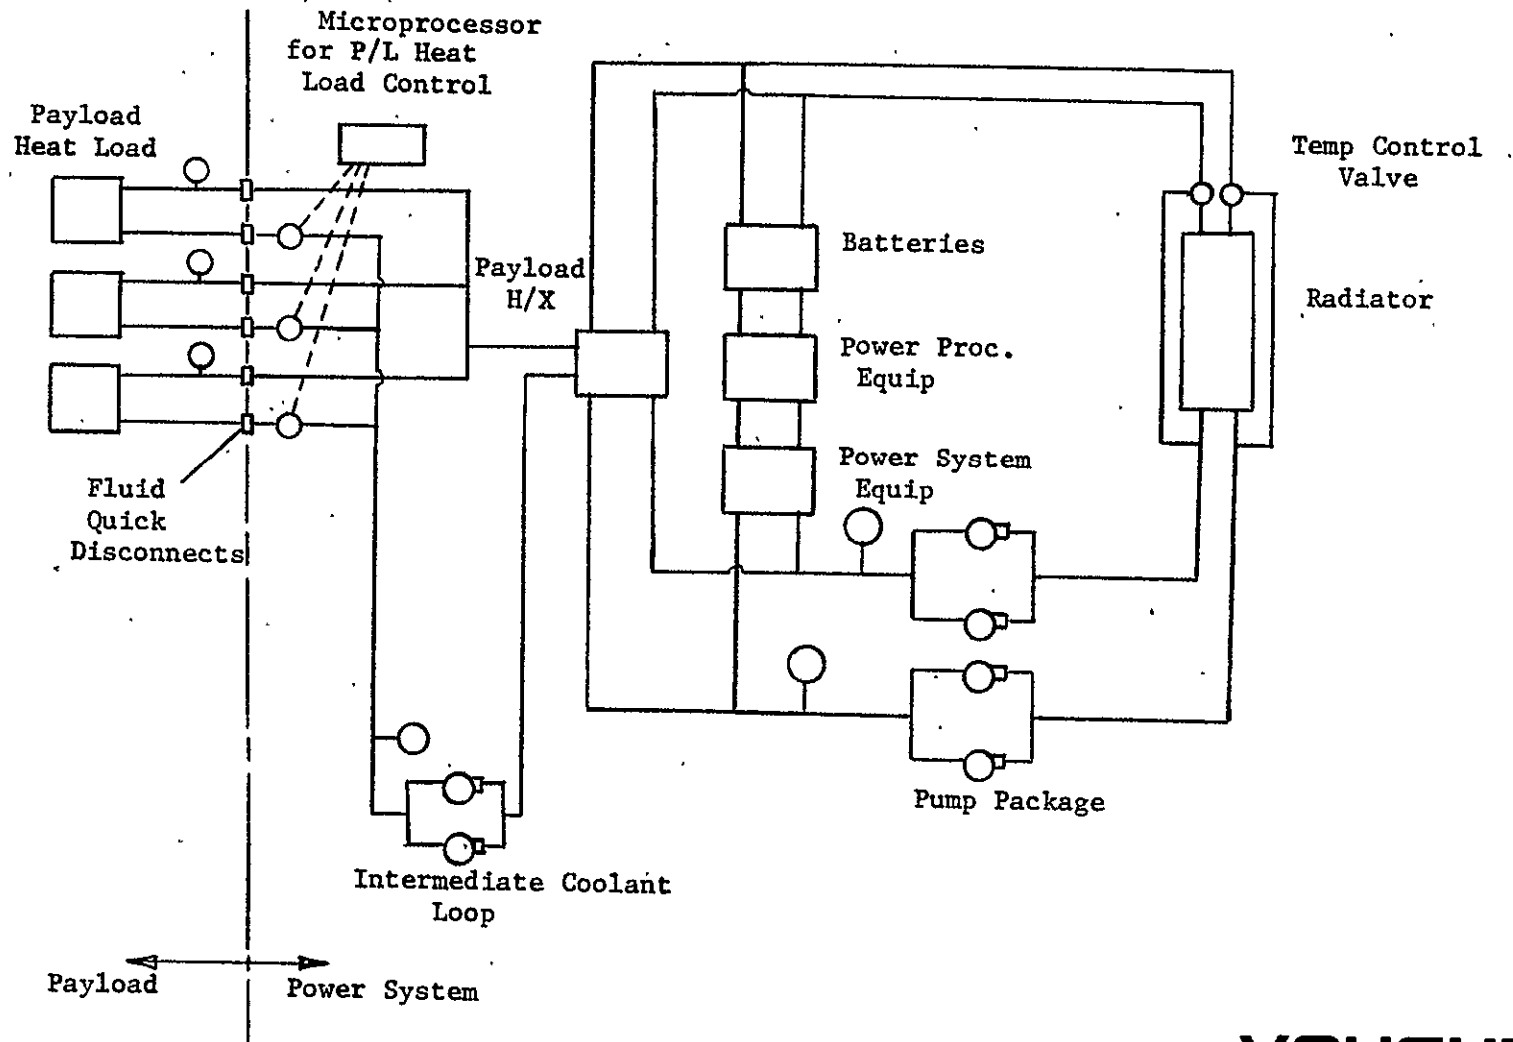 Microprocessor
for P/L Heat
Load Control
Payload
Heat Load
Temp Control
Valve
Batteries
Payload
H/X
Radiator
Power Proc.
Equip
Power System
Equip
Fluid
Quick
Disconnects
Pump Package
Intermediate Coolant
Loop
Payload
Power System